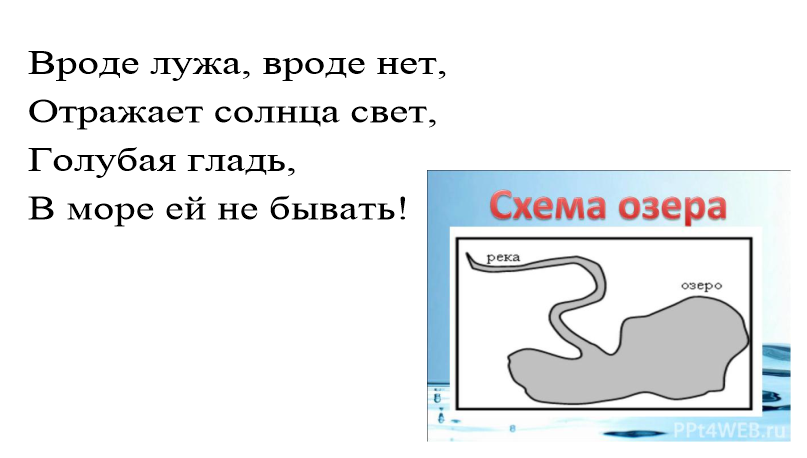 Вроде лужа, вроде нет,
Отражает солнца свет,
Голубая гладь,
В море ей не бывать!
Схема озера
река
озеро
PPt4WEB.ru